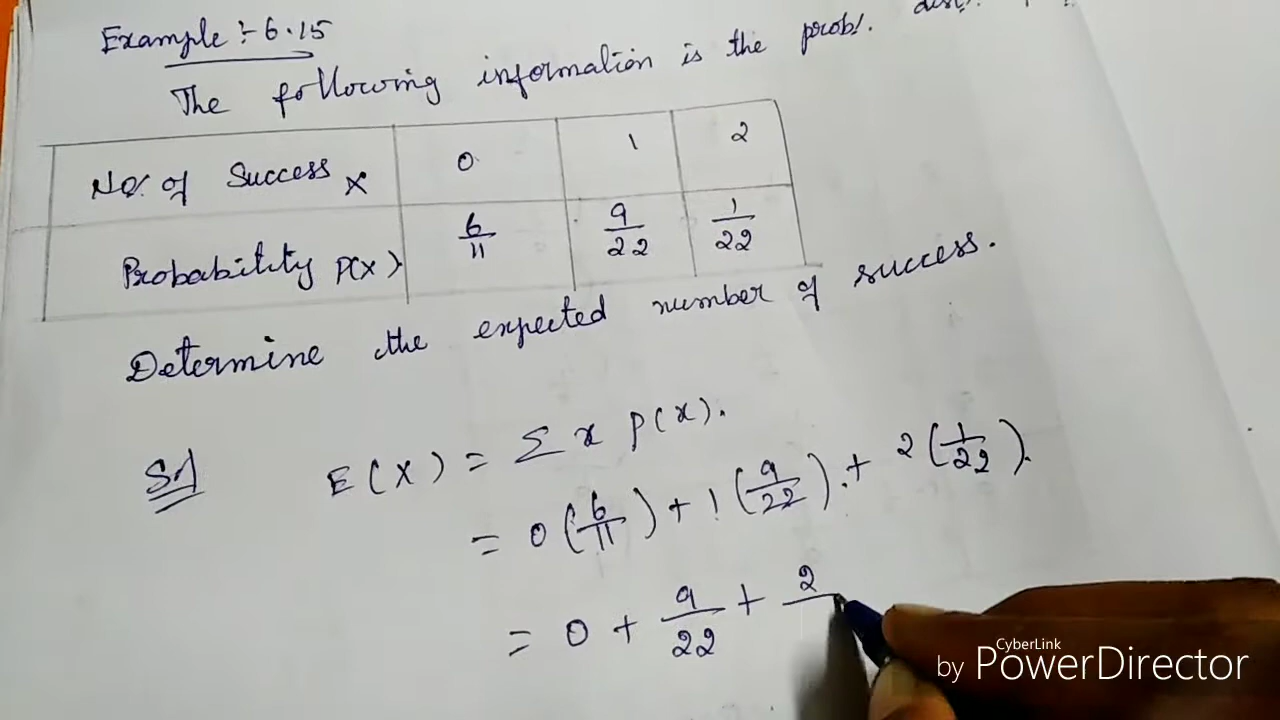 Example :- 6.15
The following information is the prob.
No. of Success X 0 1 2
Probability P(X) 6/11 9/22 1/22
Determine the expected number of success.
Sol E(X) = Σ x p(x).
= 0(6/11) + 1(9/22) + 2(1/22).
= 0 + 9/22 + 2
CyberLink
by PowerDirector